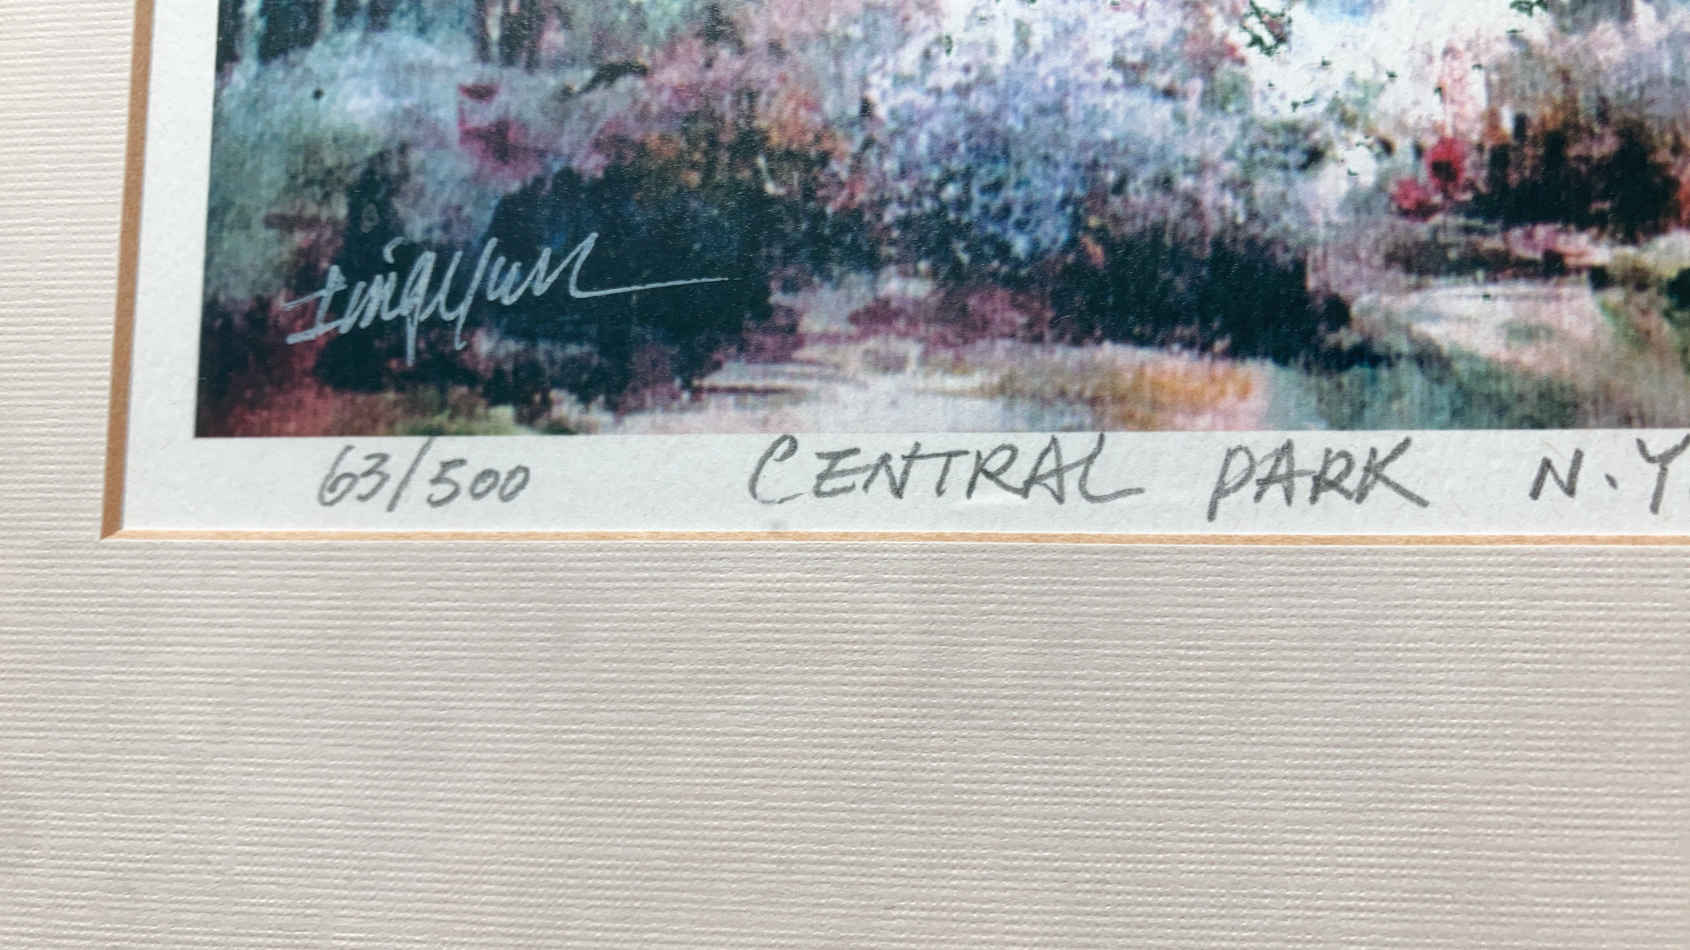 63/500 CENTRAL PARK N.Y.